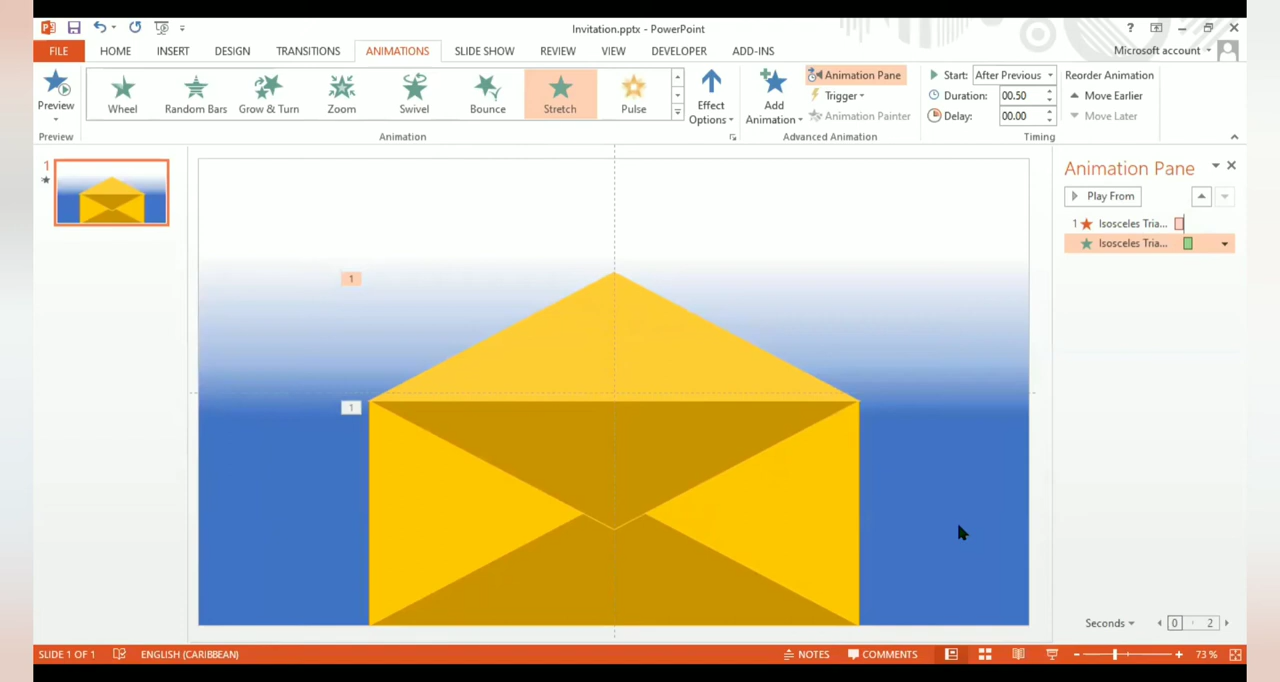 Invitation.pptx - PowerPoint
?
FILE HOME INSERT DESIGN TRANSITIONS ANIMATIONS SLIDE SHOW REVIEW VIEW DEVELOPER ADD-INS Microsoft account
Preview
Wheel Random Bars Grow & Turn Zoom Swivel Bounce Stretch Pulse
Effect Options
Add Animation
Animation Pane
Trigger
Animation Painter
Start: After Previous
Duration: 00.50
Delay: 00.00
Reorder Animation
Move Earlier
Move Later
Preview Animation Advanced Animation Timing
1
1
1
Animation Pane
Play From
1 Isosceles Tria...
Isosceles Tria...
Seconds 0 2
SLIDE 1 OF 1 ENGLISH (CARIBBEAN) NOTES COMMENTS 73 %